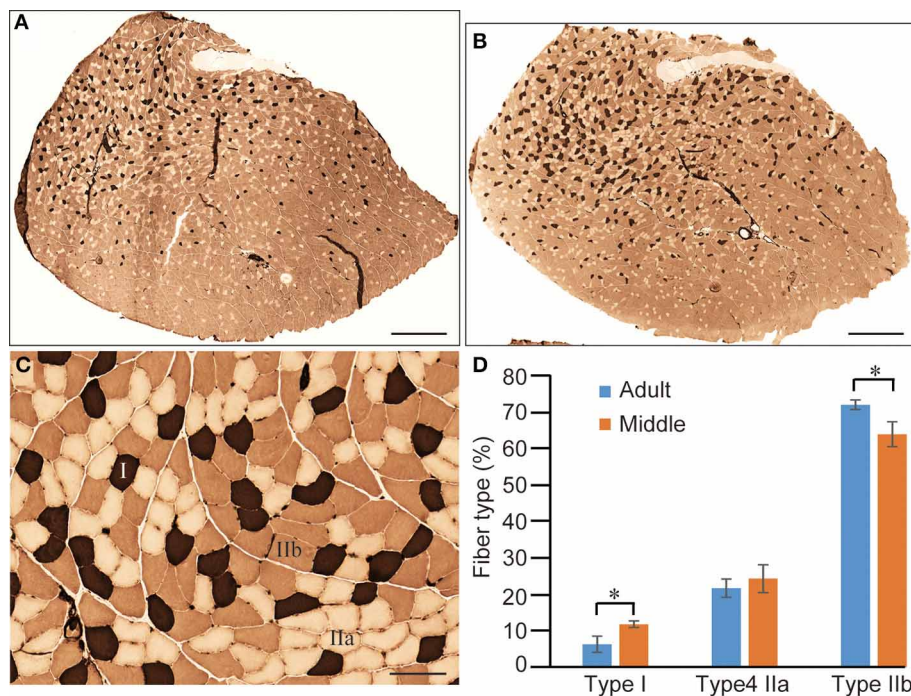 A
B
C
I
IIb
IIa
D
80
70
60
50
40
30
20
10
0
Fiber type (%)
Adult
Middle
*
*
Type I
Type4 IIa
Type IIb